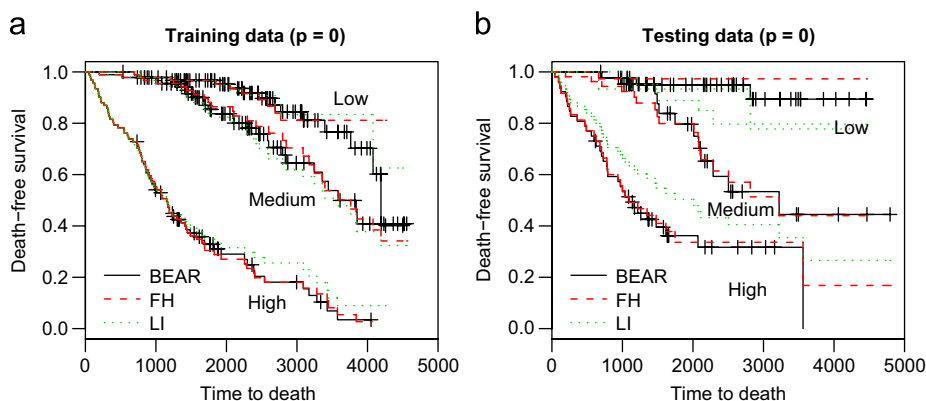 a
Training data (p = 0)
Death−free survival
1.0
0.8
0.6
0.4
0.2
0.0
Low
Medium
High
BEAR
FH
LI
0 1000 2000 3000 4000 5000
Time to death
b
Testing data (p = 0)
Death−free survival
1.0
0.8
0.6
0.4
0.2
0.0
Low
Medium
High
BEAR
FH
LI
0 1000 2000 3000 4000 5000
Time to death